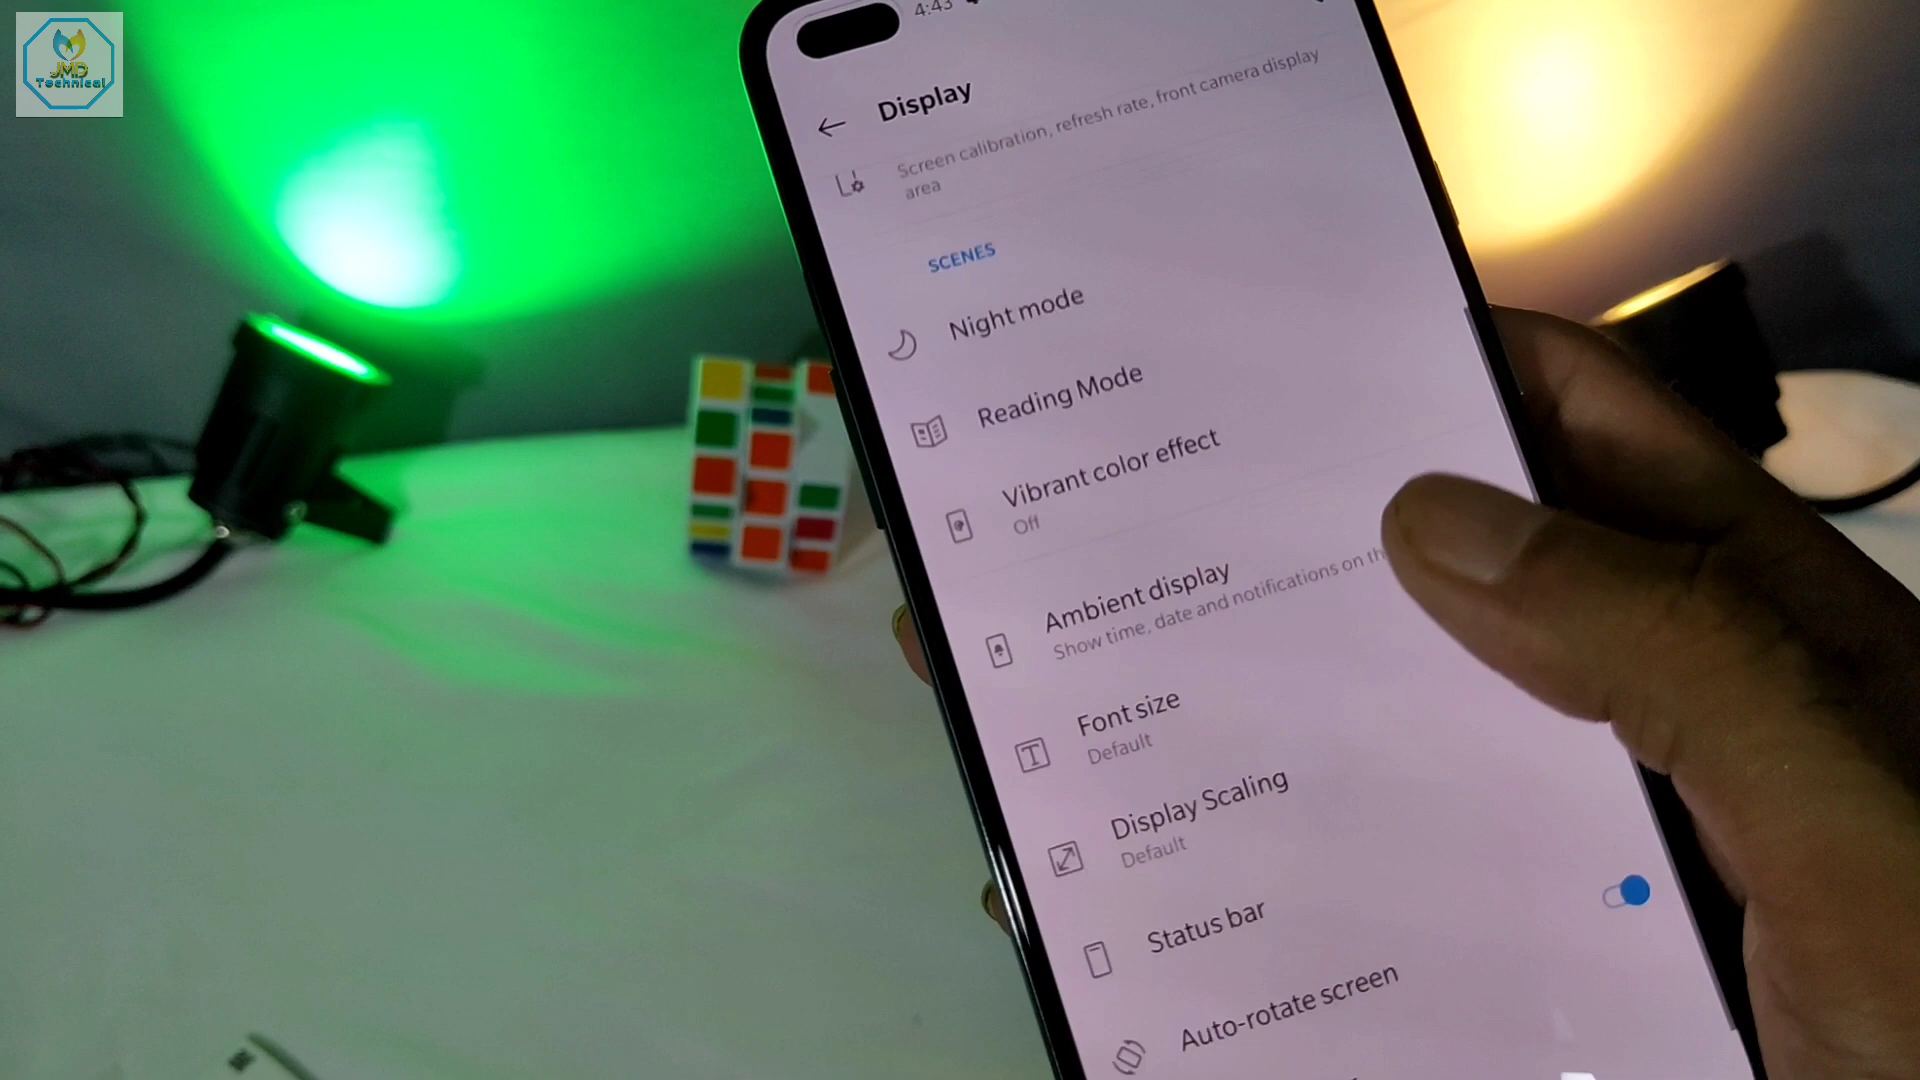 JMD
Technical
4:43
Display
Screen calibration, refresh rate, front camera display
area
SCENES
Night mode
Reading Mode
Vibrant color effect
Off
Ambient display
Show time, date and notifications on th
Font size
Default
Display Scaling
Default
Status bar
Auto-rotate screen